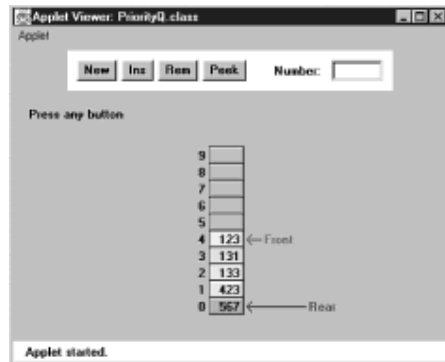 Applet Viewer: PriorityQ.class
Applet
New Ins Rem Peek Number:
Press any button
9
8
7
6
5
4 123 Front
3 131
2 133
1 423
0 567 Rear
Applet started.